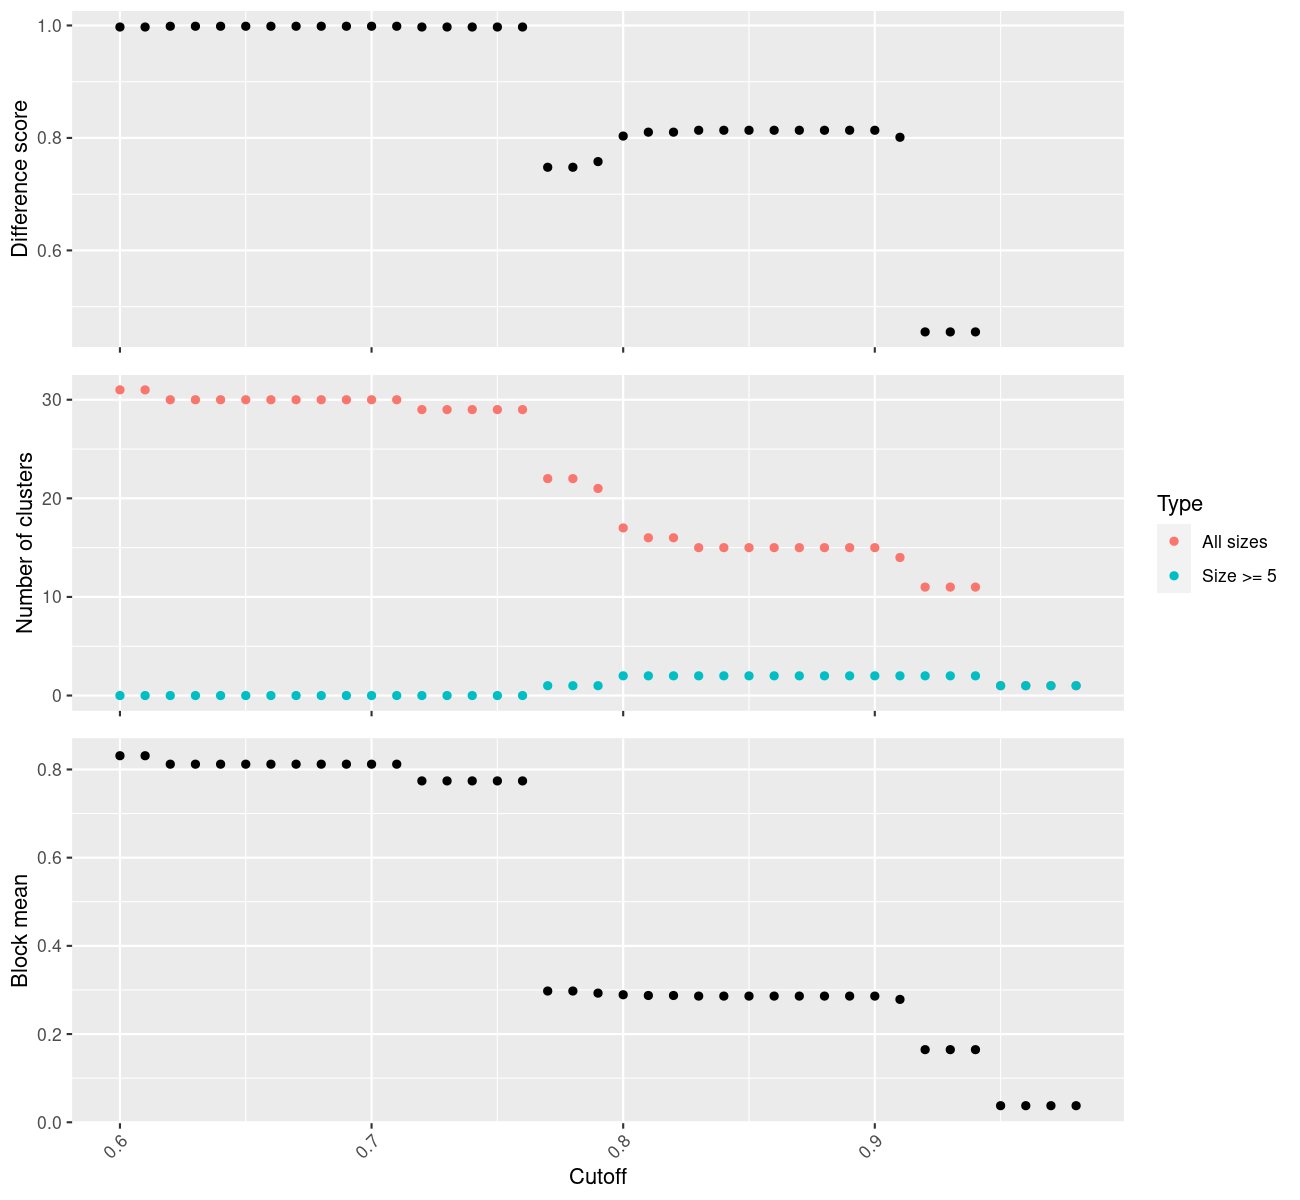 Difference score
1.0
0.8
0.6
Number of clusters
30
20
10
0
Type
All sizes
Size >= 5
Block mean
0.8
0.6
0.4
0.2
0.0
0.6
0.7
0.8
0.9
Cutoff